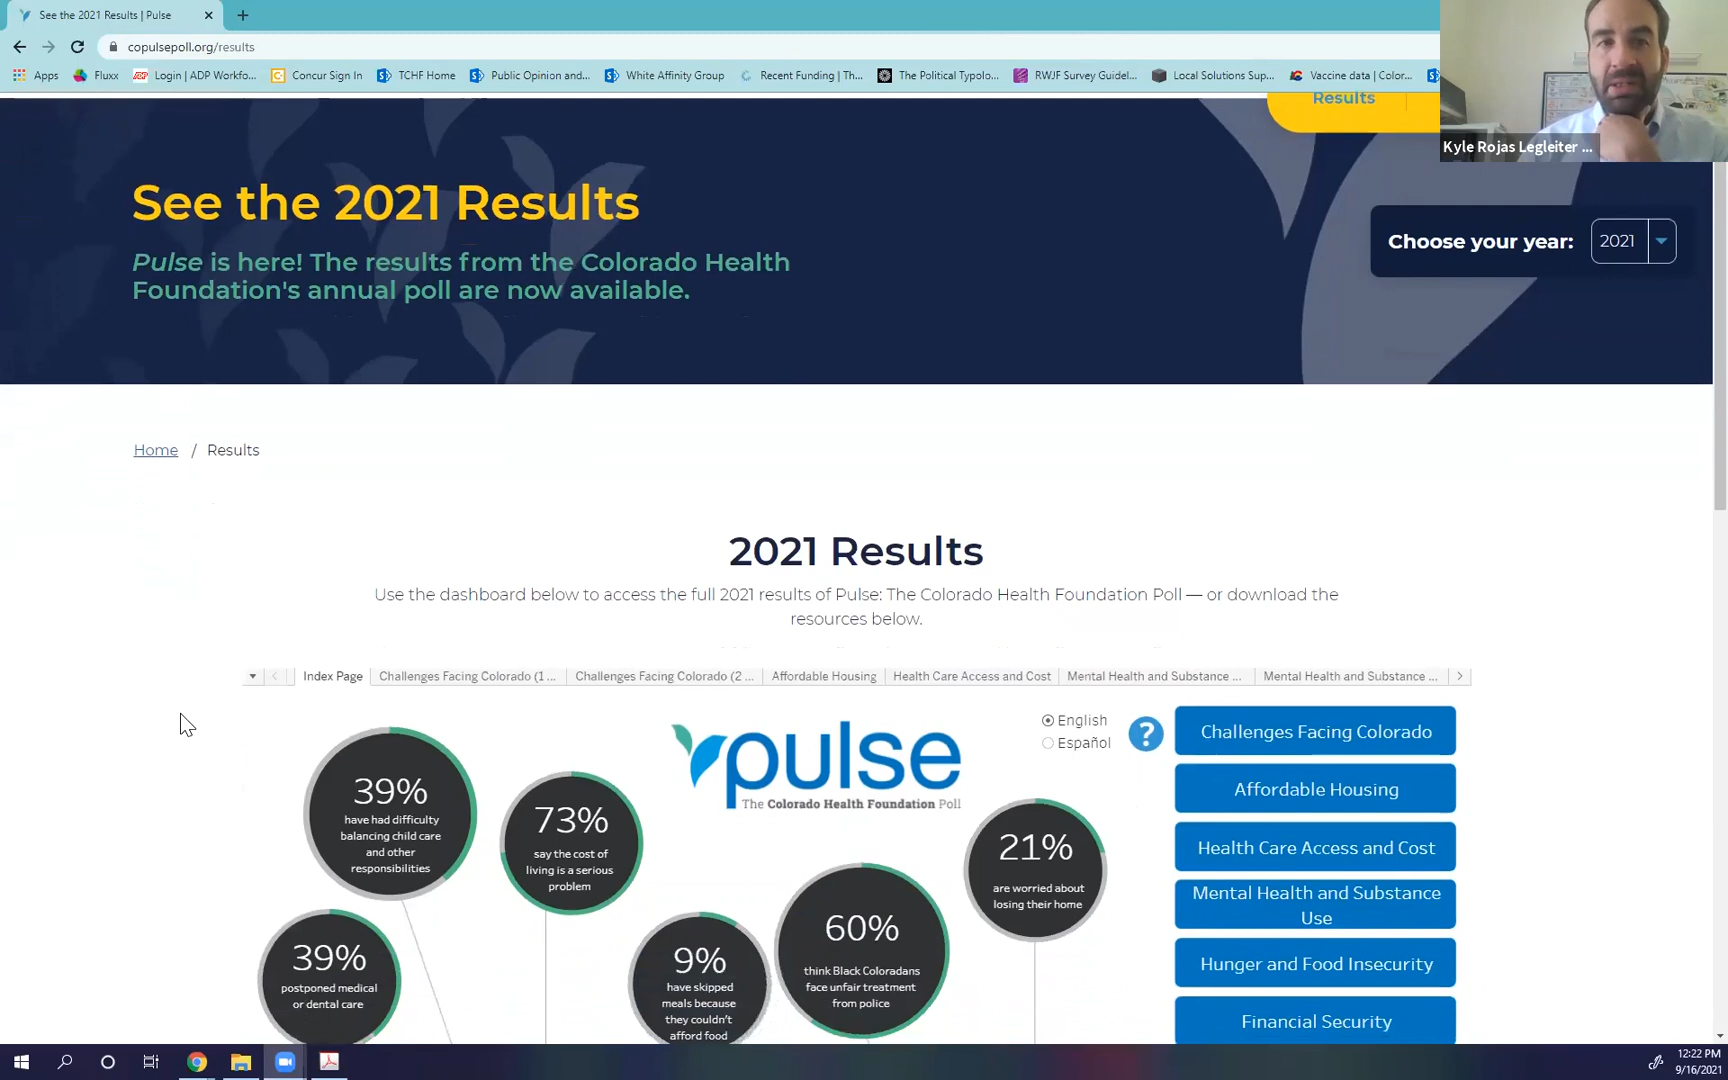 See the 2021 Results | Pulse
copulsepoll.org/results
Apps
Fluxx
Login | ADP Workfo...
Concur Sign In
TCHF Home
Public Opinion and...
White Affinity Group
Recent Funding | Th...
The Political Typolo...
RWJF Survey Guidel...
Local Solutions Sup...
Vaccine data | Color...
Results
Kyle Rojas Legleiter ...
See the 2021 Results
Pulse is here! The results from the Colorado Health
Foundation's annual poll are now available.
Choose your year:
2021
Home / Results
2021 Results
Use the dashboard below to access the full 2021 results of Pulse: The Colorado Health Foundation Poll — or download the
resources below.
Index Page
Challenges Facing Colorado (1 ...
Challenges Facing Colorado (2 ...
Affordable Housing
Health Care Access and Cost
Mental Health and Substance ...
Mental Health and Substance ...
39%
have had difficulty
balancing child care
and other
responsibilities
73%
say the cost of
living is a serious
problem
pulse
The Colorado Health Foundation Poll
English
Español
?
21%
are worried about
losing their home
39%
postponed medical
or dental care
9%
have skipped
meals because
they couldn't
afford food
60%
think Black Coloradans
face unfair treatment
from police
Challenges Facing Colorado
Affordable Housing
Health Care Access and Cost
Mental Health and Substance
Use
Hunger and Food Insecurity
Financial Security
12:22 PM
9/16/2021